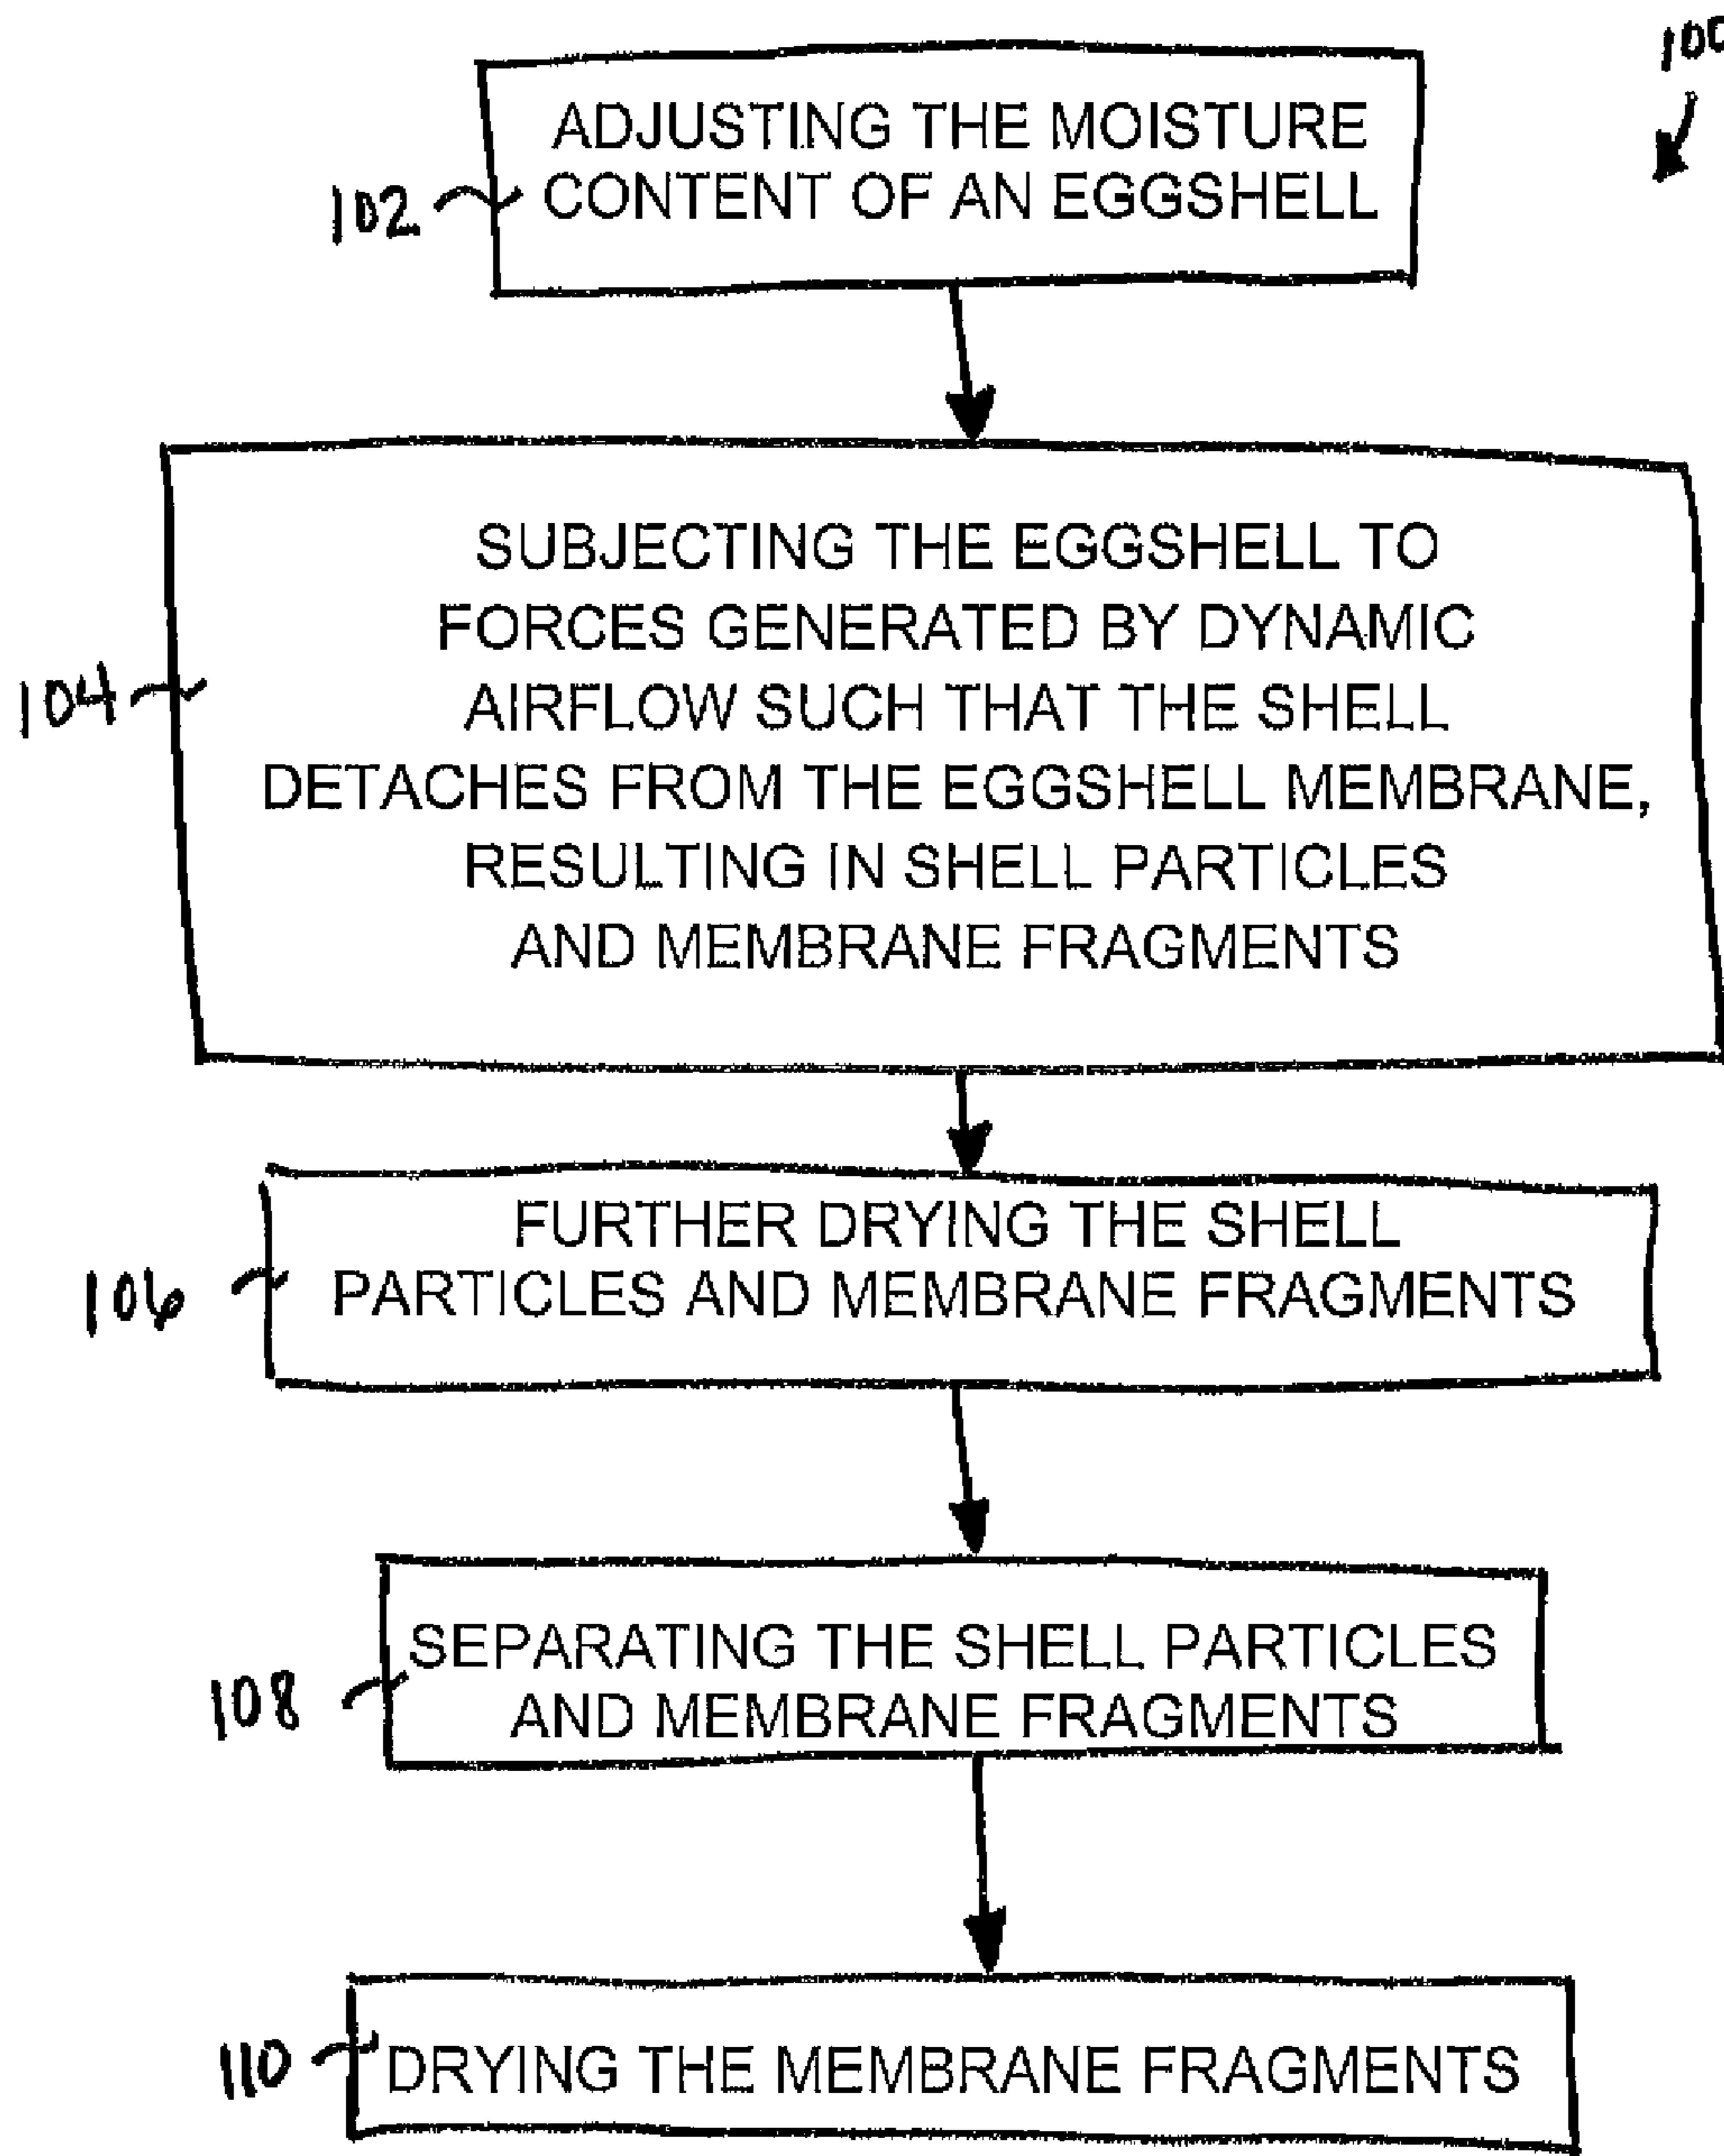 100
ADJUSTING THE MOISTURE
102 CONTENT OF AN EGGSHELL
SUBJECTING THE EGGSHELL TO
FORCES GENERATED BY DYNAMIC
104 AIRFLOW SUCH THAT THE SHELL
DETACHES FROM THE EGGSHELL MEMBRANE,
RESULTING IN SHELL PARTICLES
AND MEMBRANE FRAGMENTS
FURTHER DRYING THE SHELL
106 PARTICLES AND MEMBRANE FRAGMENTS
SEPARATING THE SHELL PARTICLES
108 AND MEMBRANE FRAGMENTS
110 DRYING THE MEMBRANE FRAGMENTS